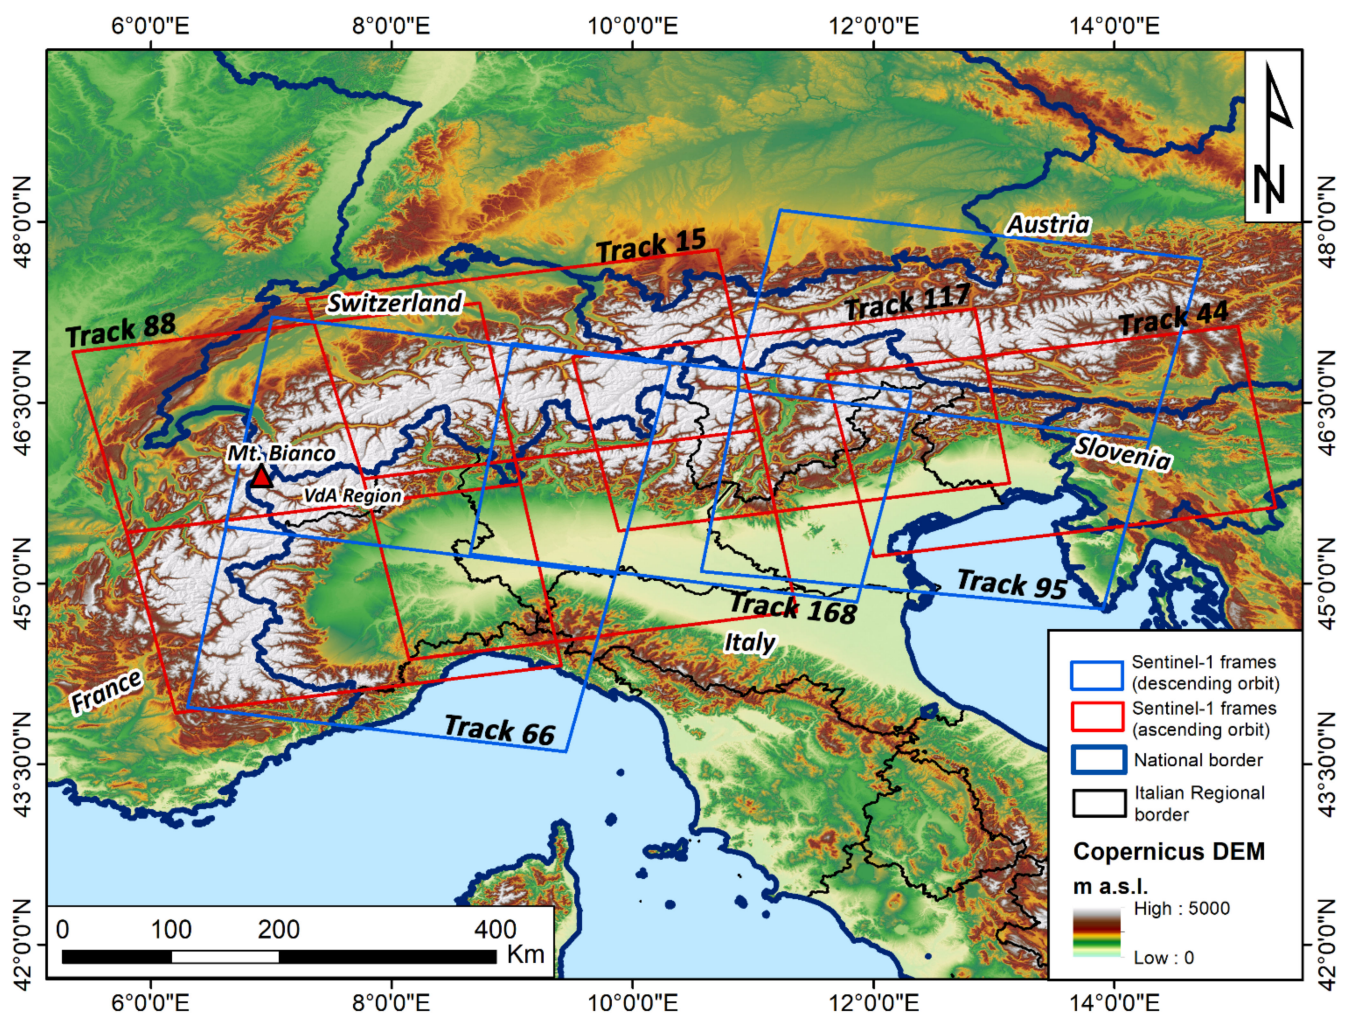 6°0'0"E 8°0'0"E 10°0'0"E 12°0'0"E 14°0'0"E
48°0'0"N
46°30'0"N
45°0'0"N
43°30'0"N
42°0'0"N
48°0'0"N
46°30'0"N
45°0'0"N
43°30'0"N
42°0'0"N
N
Austria
Track 15
Switzerland
Track 117
Track 44
Track 88
Mt. Bianco
Slovenia
VdA Region
Track 95
Track 168
Italy
France
Track 66
Sentinel-1 frames
(descending orbit)
Sentinel-1 frames
(ascending orbit)
National border
Italian Regional
border
Copernicus DEM
m a.s.l.
High : 5000
Low : 0
0 100 200 400
Km
6°0'0"E 8°0'0"E 10°0'0"E 12°0'0"E 14°0'0"E